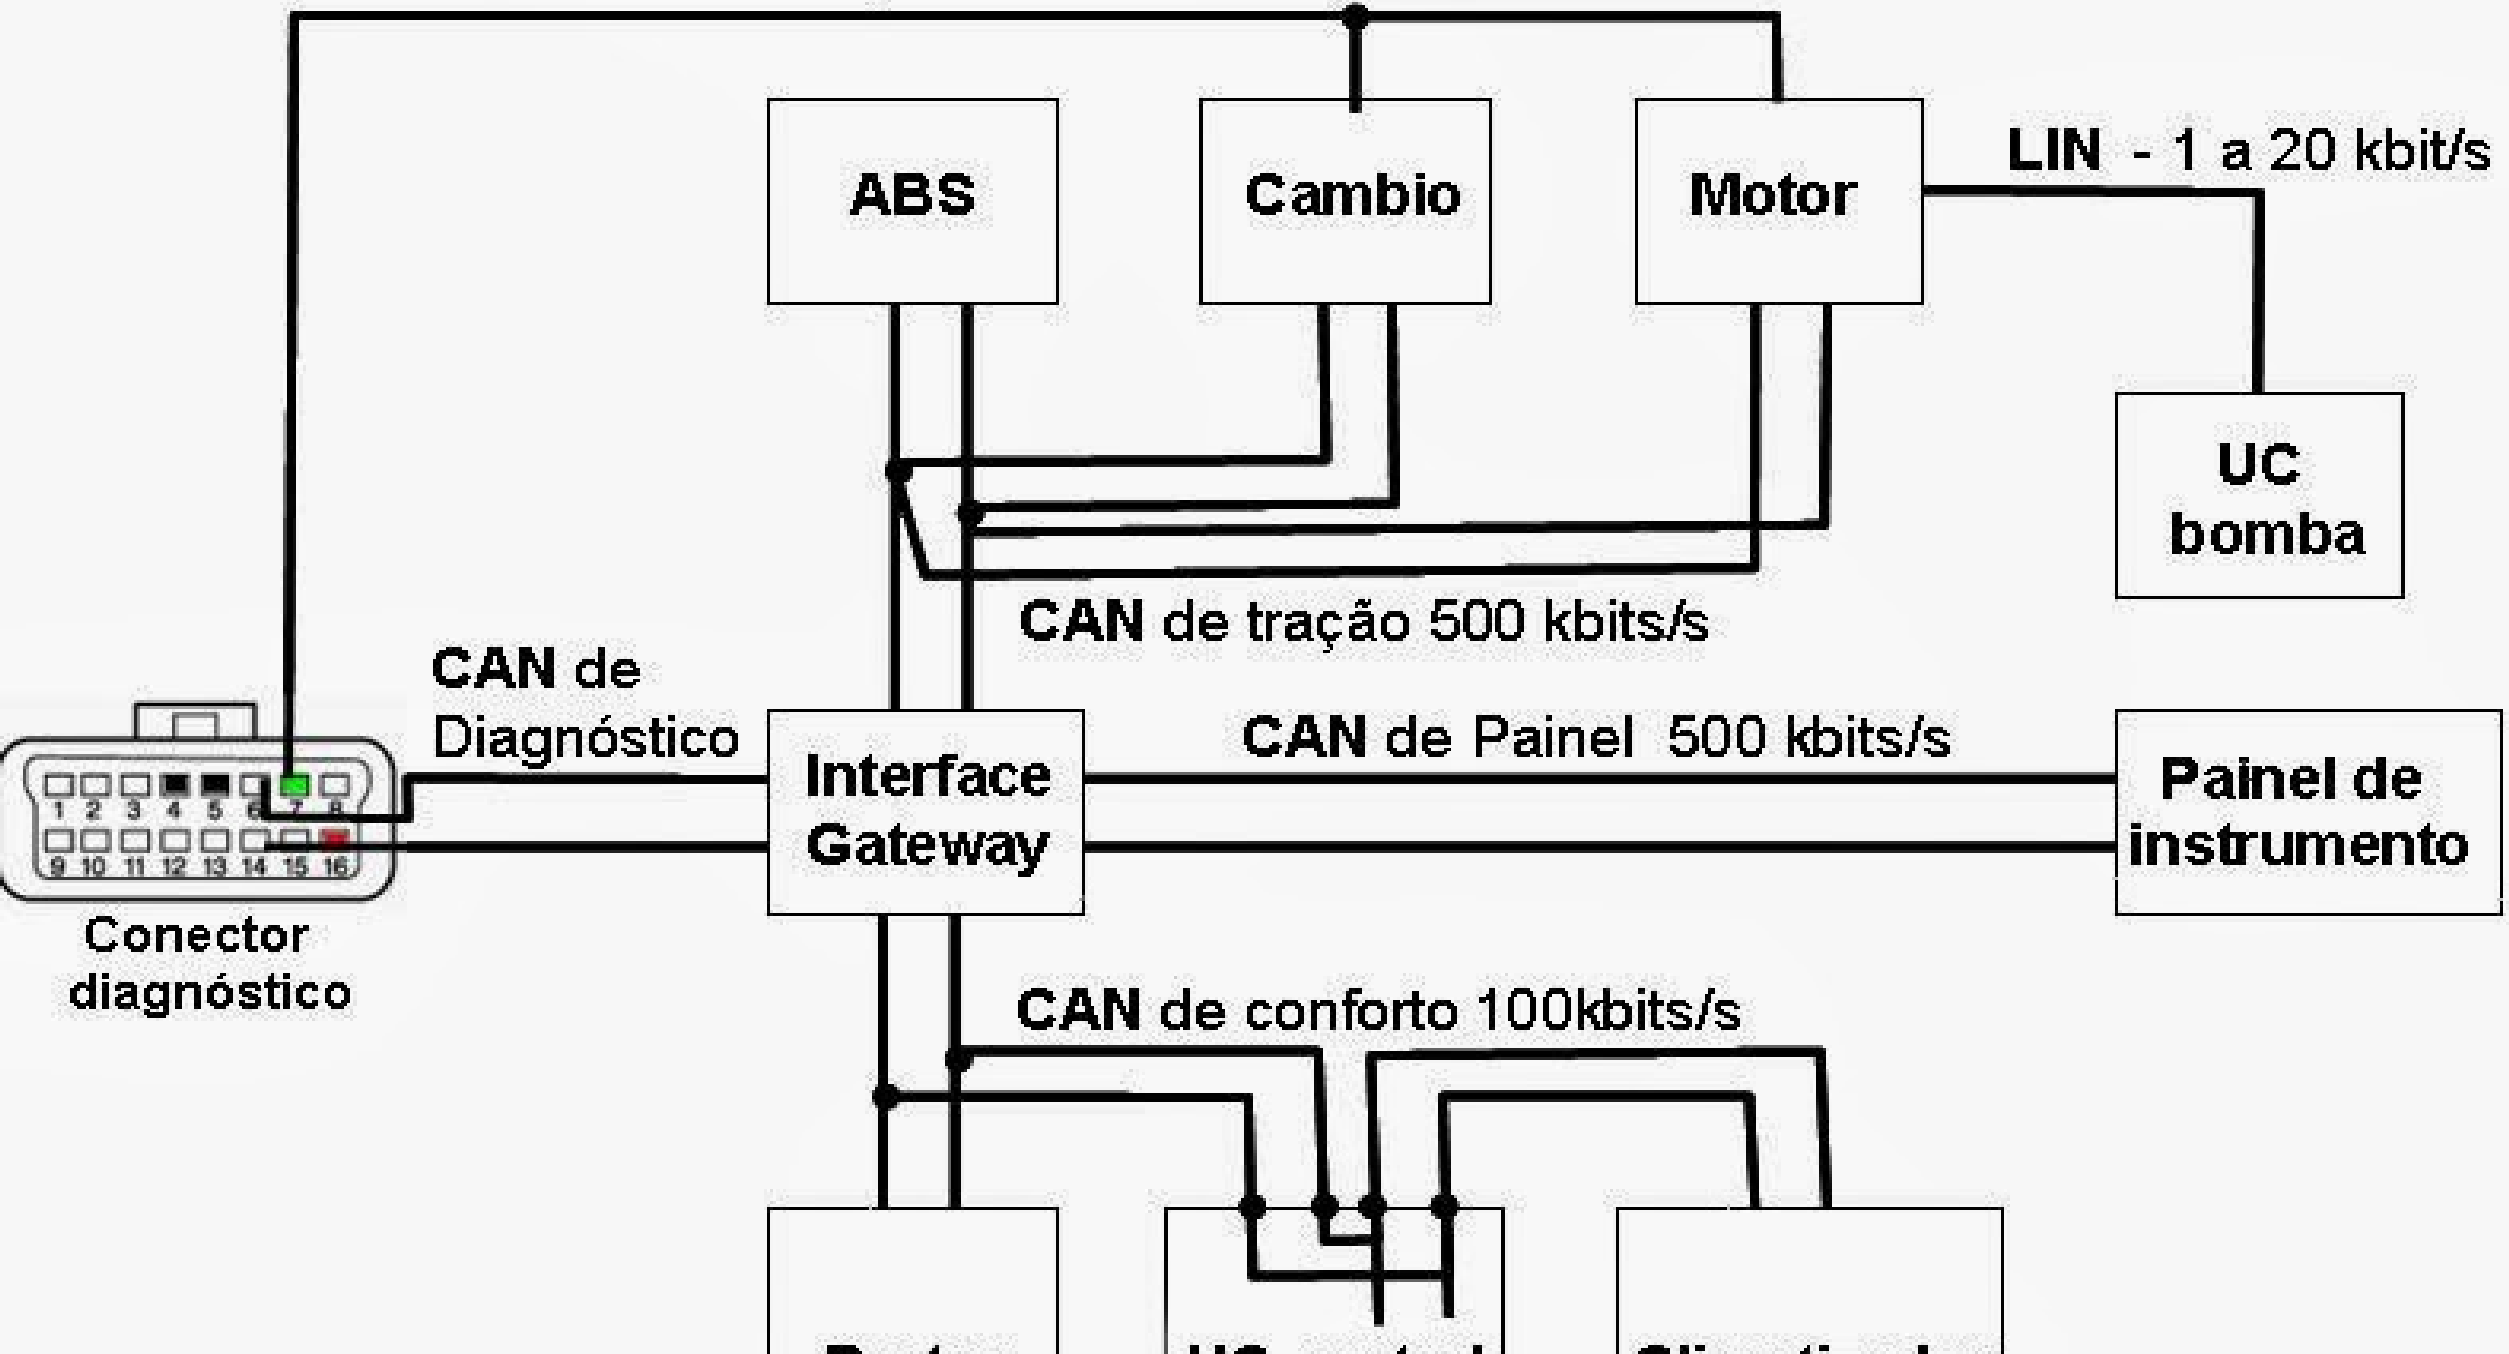 ABS
Cambio
Motor
LIN - 1 a 20 kbit/s
UC
bomba
CAN de tração 500 kbits/s
CAN de
Diagnóstico
CAN de Painel 500 kbits/s
Interface
Gateway
Painel de
instrumento
1 2 3 4 5 6 7 8
9 10 11 12 13 14 15 16
Conector
diagnóstico
CAN de conforto 100kbits/s